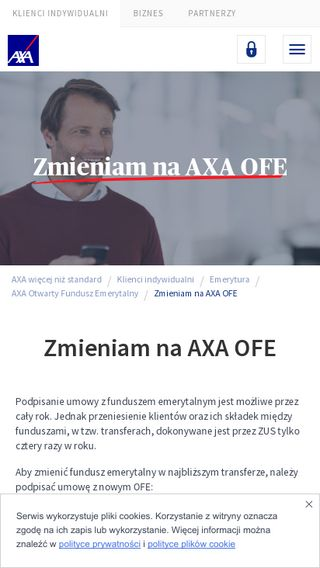 KLIENCI INDYWIDUALNI BIZNES PARTNERZY
AXA
Zmieniam na AXA OFE
AXA więcej niż standard / Klienci indywidualni / Emerytura /
AXA Otwarty Fundusz Emerytalny / Zmieniam na AXA OFE
Zmieniam na AXA OFE
Podpisanie umowy z funduszem emerytalnym jest możliwe przez
cały rok. Jednak przeniesienie klientów oraz ich składek między
funduszami, w tzw. transferach, dokonywane jest przez ZUS tylko
cztery razy w roku.
Aby zmienić fundusz emerytalny w najbliższym transferze, należy
podpisać umowę z nowym OFE:
Serwis wykorzystuje pliki cookies. Korzystanie z witryny oznacza
zgodę na ich zapis lub wykorzystanie. Więcej informacji można
znaleźć w polityce prywatności i polityce plików cookie